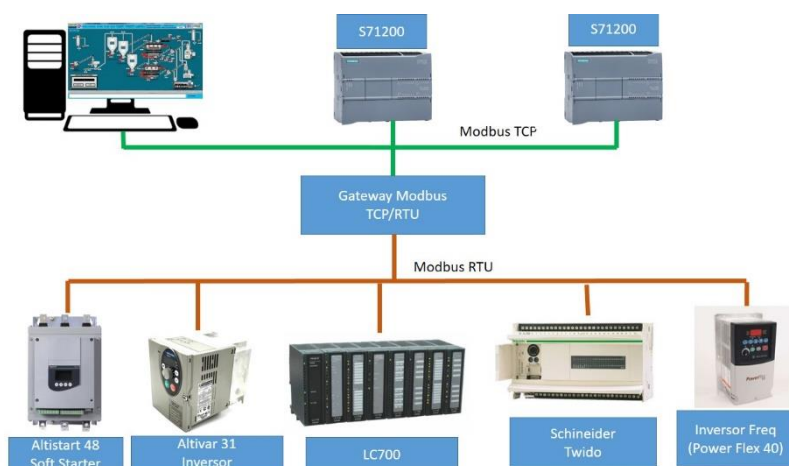 S71200
S71200
Modbus TCP
Gateway Modbus
TCP/RTU
Modbus RTU
Altistart 48
Soft Starter
Altivar 31
Inversor
LC700
Schineider
Twido
Inversor Freq
(Power Flex 40)